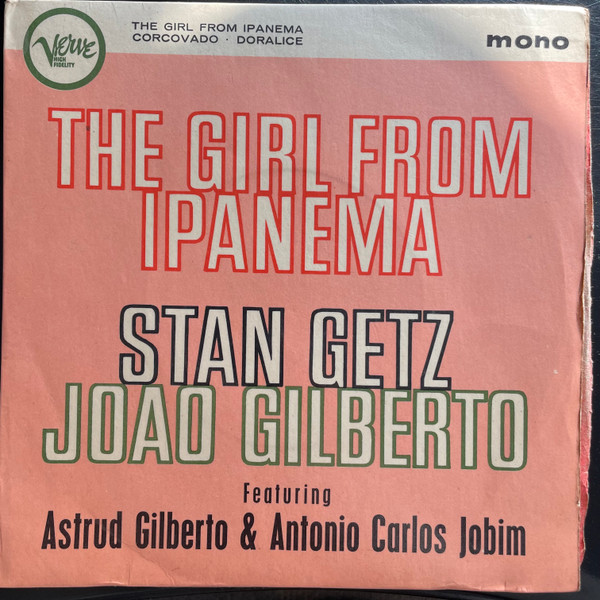 Verve
HIGH
FIDELITY
THE GIRL FROM IPANEMA
CORCOVADO · DORALICE
mono
THE GIRL FROM
IPANEMA
STAN GETZ
JOAO GILBERTO
Featuring
Astrud Gilberto & Antonio Carlos Jobim